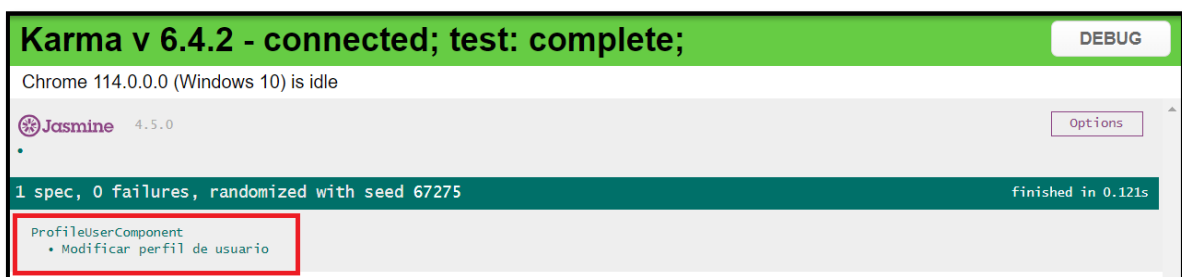 Karma v 6.4.2 - connected; test: complete;
DEBUG
Chrome 114.0.0.0 (Windows 10) is idle
Jasmine 4.5.0
Options
•
1 spec, 0 failures, randomized with seed 67275
finished in 0.121s
ProfileUserComponent
• Modificar perfil de usuario